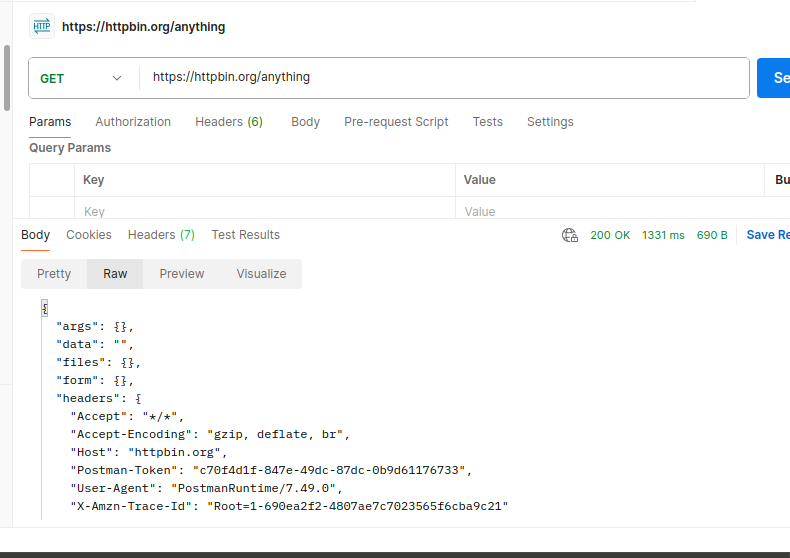 HTTP https://httpbin.org/anything
GET https://httpbin.org/anything Se
Params Authorization Headers (6) Body Pre-request Script Tests Settings
Query Params
Key Value Bu
Key Value
Body Cookies Headers (7) Test Results 200 OK 1331 ms 690 B Save Re
Pretty Raw Preview Visualize
{
"args": {},
"data": "",
"files": {},
"form": {},
"headers": {
"Accept": "*/*",
"Accept-Encoding": "gzip, deflate, br",
"Host": "httpbin.org",
"Postman-Token": "c70f4d1f-847e-49dc-87dc-0b9d61176733",
"User-Agent": "PostmanRuntime/7.49.0",
"X-Amzn-Trace-Id": "Root=1-690ea2f2-4807ae7c7023565f6cba9c21"